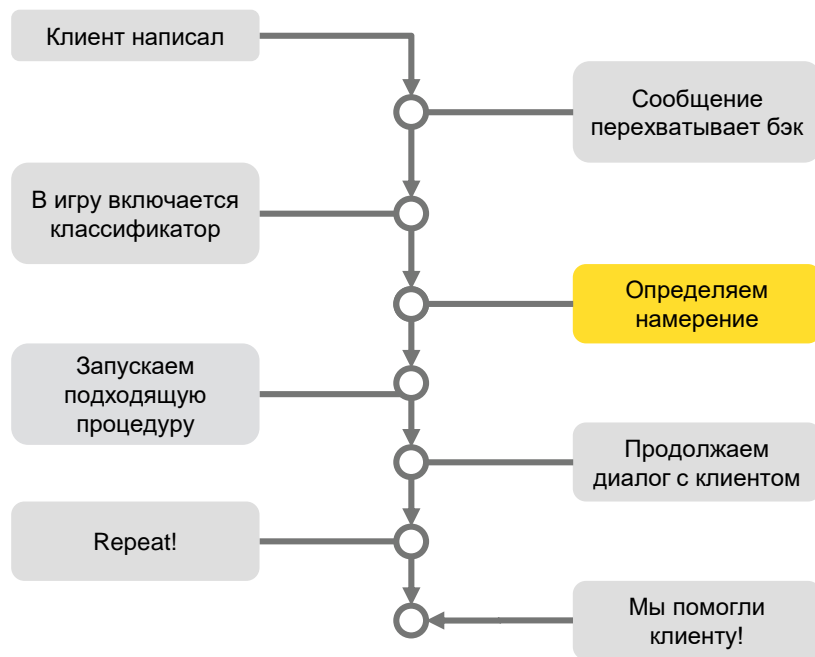 Клиент написал
Сообщение
перехватывает бэк
В игру включается
классификатор
Определяем
намерение
Запускаем
подходящую
процедуру
Продолжаем
диалог с клиентом
Repeat!
Мы помогли
клиенту!